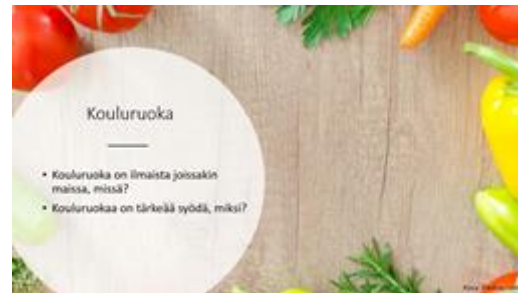 Kouluruoka
• Kouluruoka on ilmaista joissakin
maissa, missä?
• Kouluruokaa on tärkeää syödä, miksi?